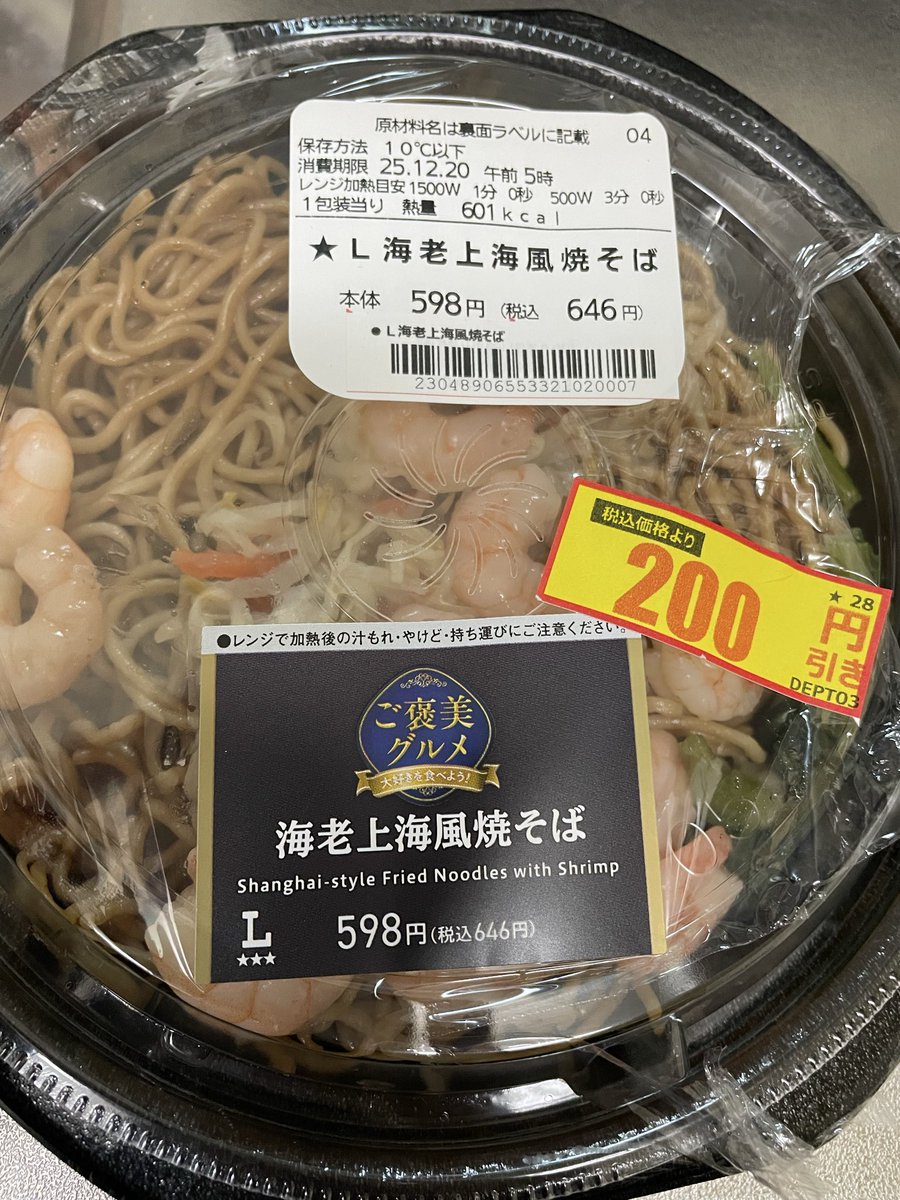 原材料名は裏面ラベルに記載 04
保存方法 10℃以下
消費期限 25.12.20 午前 5時
レンジ加熱目安1500W 1分 0秒 500W 3分 0秒
1包装当り 熱量 601kcal
★L海老上海風焼そば
本体 598円 (税込 646円)
●L海老上海風焼そば
23048906553321020007
税込価格より
200
円
引き
★ 28
DEPT03
●レンジで加熱後の汁もれ・やけど・持ち運びにご注意ください。
ご褒美
グルメ
大好きを食べよう!
海老上海風焼そば
Shanghai-style Fried Noodles with Shrimp
L
★★★
598円(税込646円)